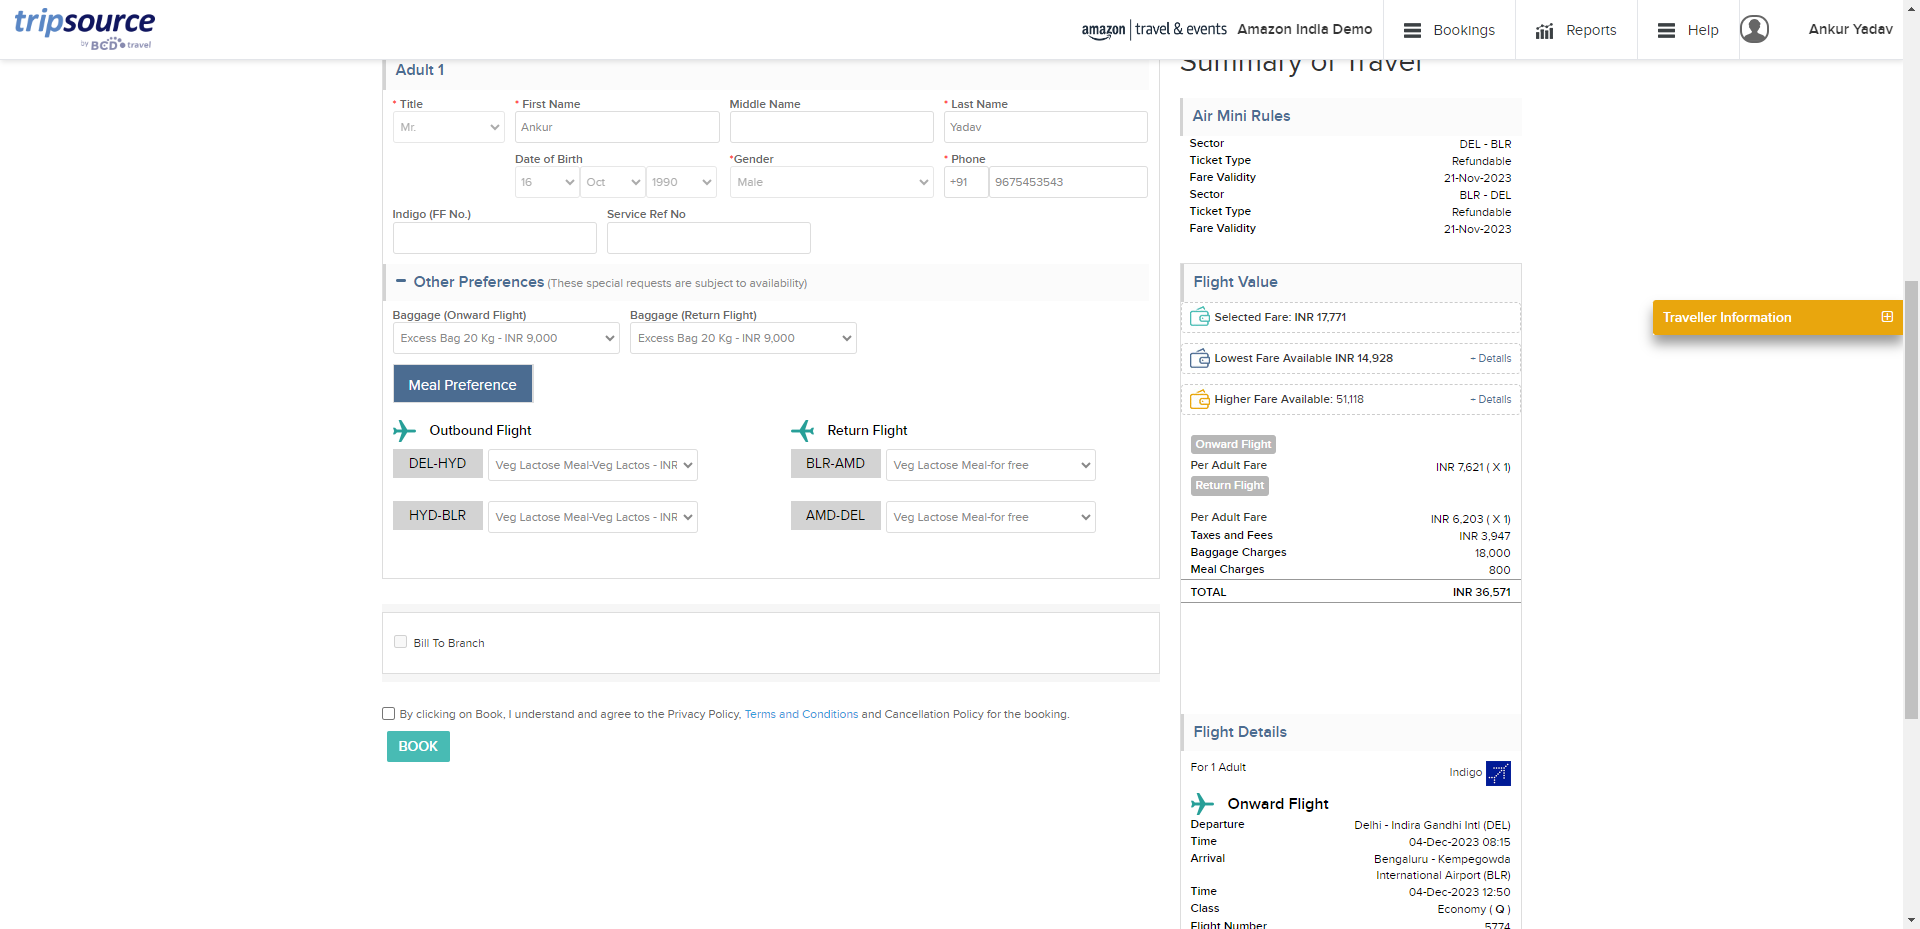 tripsource
by BCD travel
amazon travel & events Amazon India Demo
Bookings
Reports
Help
Ankur Yadav
Adult 1
* Title * First Name Middle Name * Last Name
Mr. Ankur Yadav
Date of Birth *Gender * Phone
16 Oct 1990 Male +91 9675453543
Indigo (FF No.) Service Ref No
− Other Preferences (These special requests are subject to availability)
Baggage (Onward Flight) Baggage (Return Flight)
Excess Bag 20 Kg - INR 9,000 Excess Bag 20 Kg - INR 9,000
Meal Preference
Outbound Flight Return Flight
DEL-HYD Veg Lactose Meal-Veg Lactos - INR BLR-AMD Veg Lactose Meal-for free
HYD-BLR Veg Lactose Meal-Veg Lactos - INR AMD-DEL Veg Lactose Meal-for free
Bill To Branch
By clicking on Book, I understand and agree to the Privacy Policy, Terms and Conditions and Cancellation Policy for the booking.
BOOK
Summary of Travel
Air Mini Rules
Sector DEL - BLR
Ticket Type Refundable
Fare Validity 21-Nov-2023
Sector BLR - DEL
Ticket Type Refundable
Fare Validity 21-Nov-2023
Flight Value
Selected Fare: INR 17,771
Lowest Fare Available INR 14,928 + Details
Higher Fare Available: 51,118 + Details
Onward Flight
Per Adult Fare INR 7,621 ( X 1)
Return Flight
Per Adult Fare INR 6,203 ( X 1)
Taxes and Fees INR 3,947
Baggage Charges 18,000
Meal Charges 800
TOTAL INR 36,571
Flight Details
For 1 Adult Indigo
Onward Flight
Departure Delhi - Indira Gandhi Intl (DEL)
Time 04-Dec-2023 08:15
Arrival Bengaluru - Kempegowda
International Airport (BLR)
Time 04-Dec-2023 12:50
Class Economy ( Q )
Flight Number 5774
Traveller Information